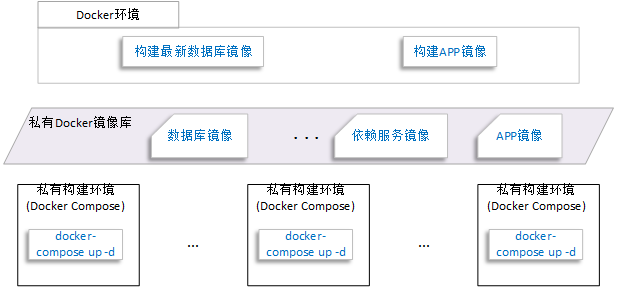 Docker环境
构建最新数据库镜像
构建APP镜像
私有Docker镜像库
数据库镜像
...
依赖服务镜像
APP镜像
私有构建环境
(Docker Compose)
docker-
compose up -d
...
私有构建环境
(Docker Compose)
docker-
compose up -d
...
私有构建环境
(Docker Compose)
docker-
compose up -d